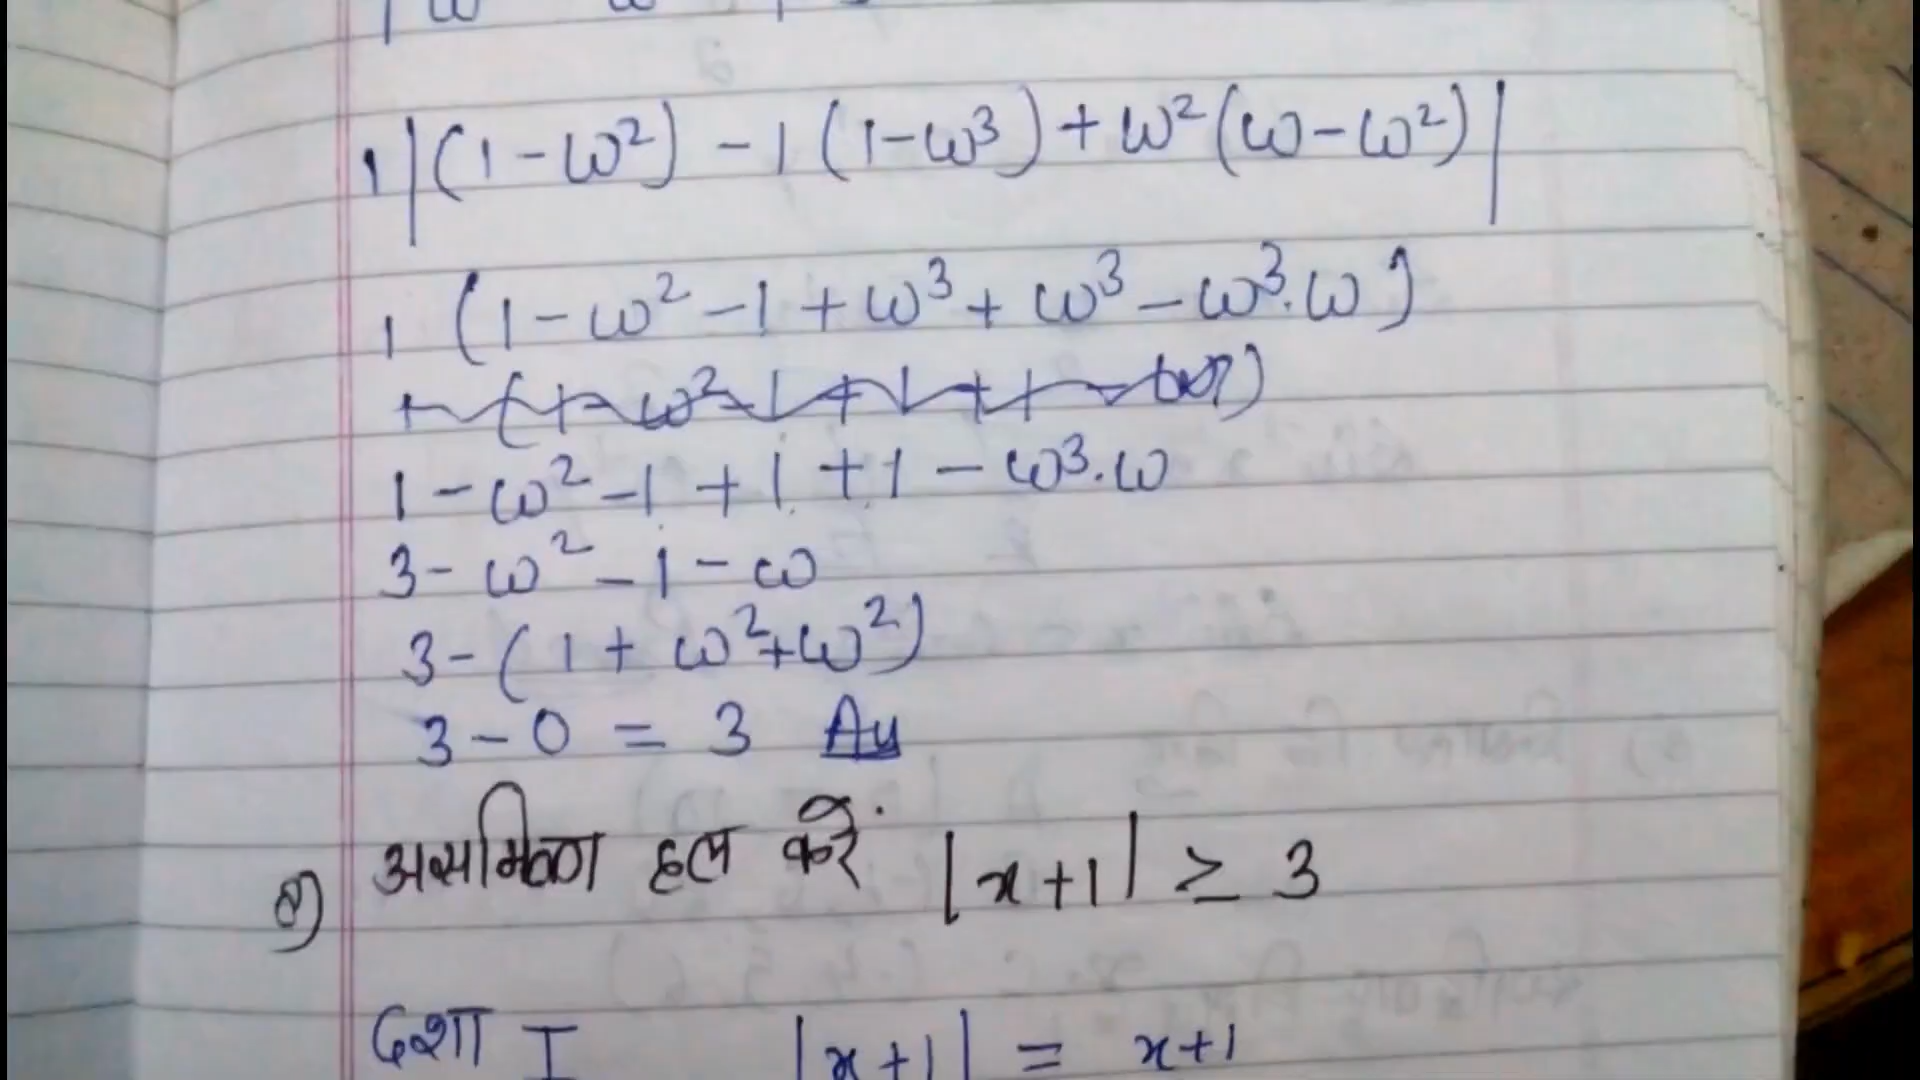 1 |(1-ω²) - 1 (1-ω³) + ω² (ω-ω²)|
1 (1-ω²-1+ω³+ω³-ω³.ω)
1-ω²-1+1+1-ω³.ω
3-ω²-1-ω
3-(1+ω²+ω²)
3-0 = 3 Au
हल करें |x+1| ≥ 3
दशा I |x+1| = x+1